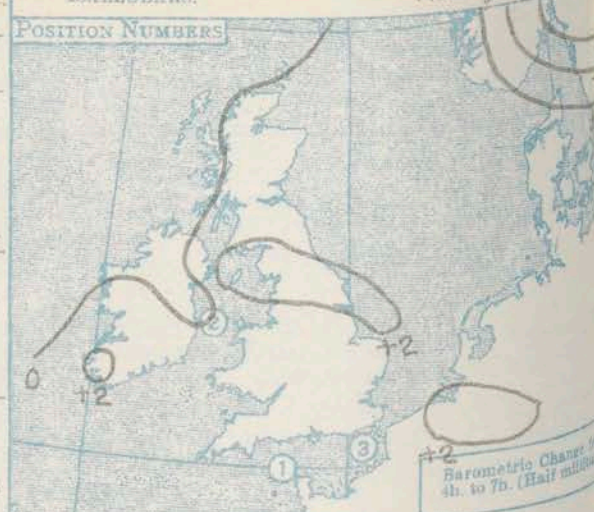 POSITION NUMBERS
2
0
+2
+2
1
3
+2
Barometric Change
4h. to 7h. (Half